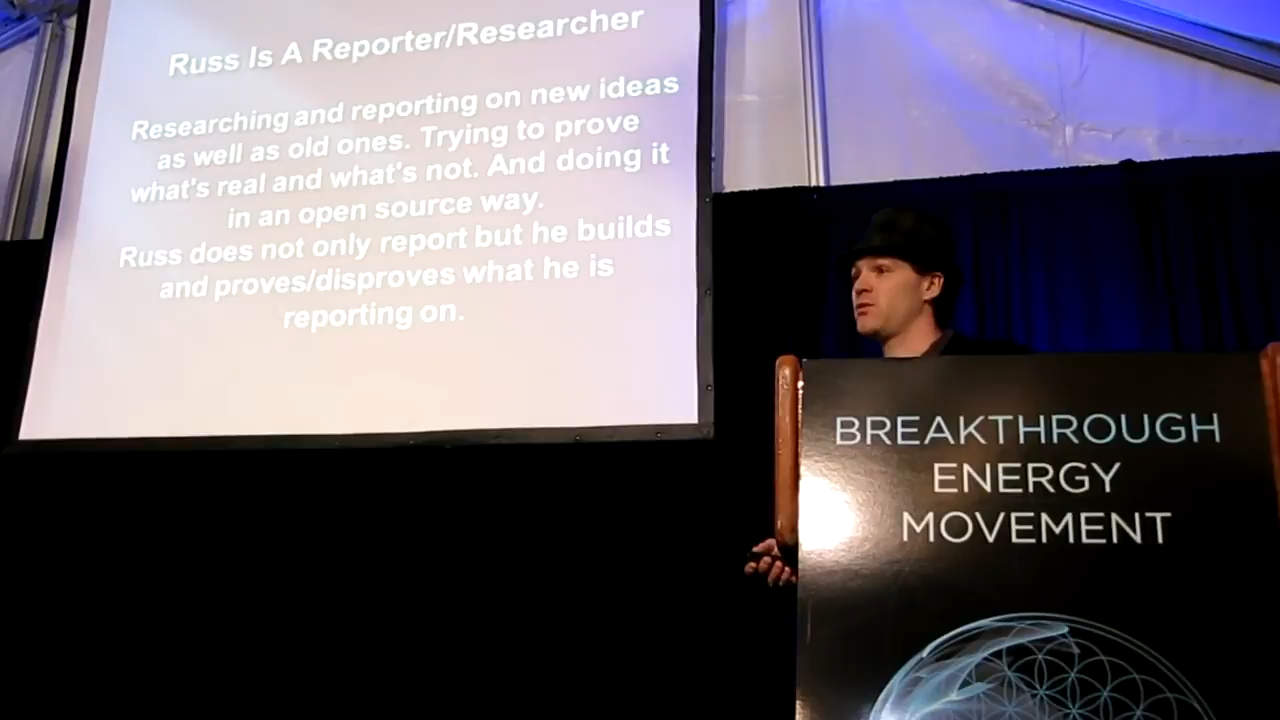 Russ Is A Reporter/Researcher
Researching and reporting on new ideas
as well as old ones. Trying to prove
what's real and what's not. And doing it
in an open source way.
Russ does not only report but he builds
and proves/disproves what he is
reporting on.
BREAKTHROUGH
ENERGY
MOVEMENT